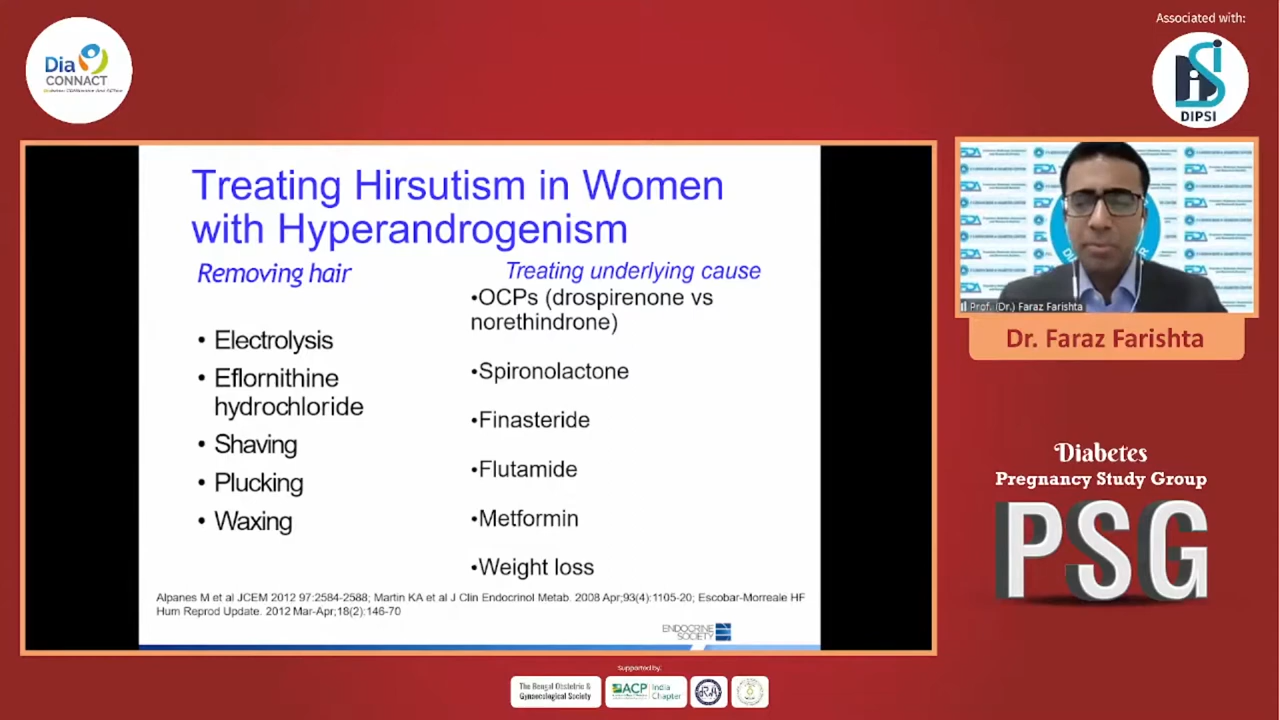 Associated with:
Dia
CONNACT
DIPSI
Treating Hirsutism in Women
with Hyperandrogenism
Removing hair
Treating underlying cause
•OCPs (drospirenone vs
norethindrone)
• Electrolysis
•Spironolactone
• Eflornithine
hydrochloride
•Finasteride
• Shaving
•Flutamide
• Plucking
•Metformin
• Waxing
•Weight loss
Alpanes M et al JCEM 2012 97:2584-2588; Martin KA et al J Clin Endocrinol Metab. 2008 Apr;93(4):1105-20; Escobar-Morreale HF
Hum Reprod Update. 2012 Mar-Apr;18(2):146-70
ENDOCRINE
SOCIETY
Prof. (Dr.) Faraz Farishta
Dr. Faraz Farishta
Diabetes
Pregnancy Study Group
PSG
Supported by:
The Bengal Obstetric &
Gynaecological Society
ACP
India
Chapter